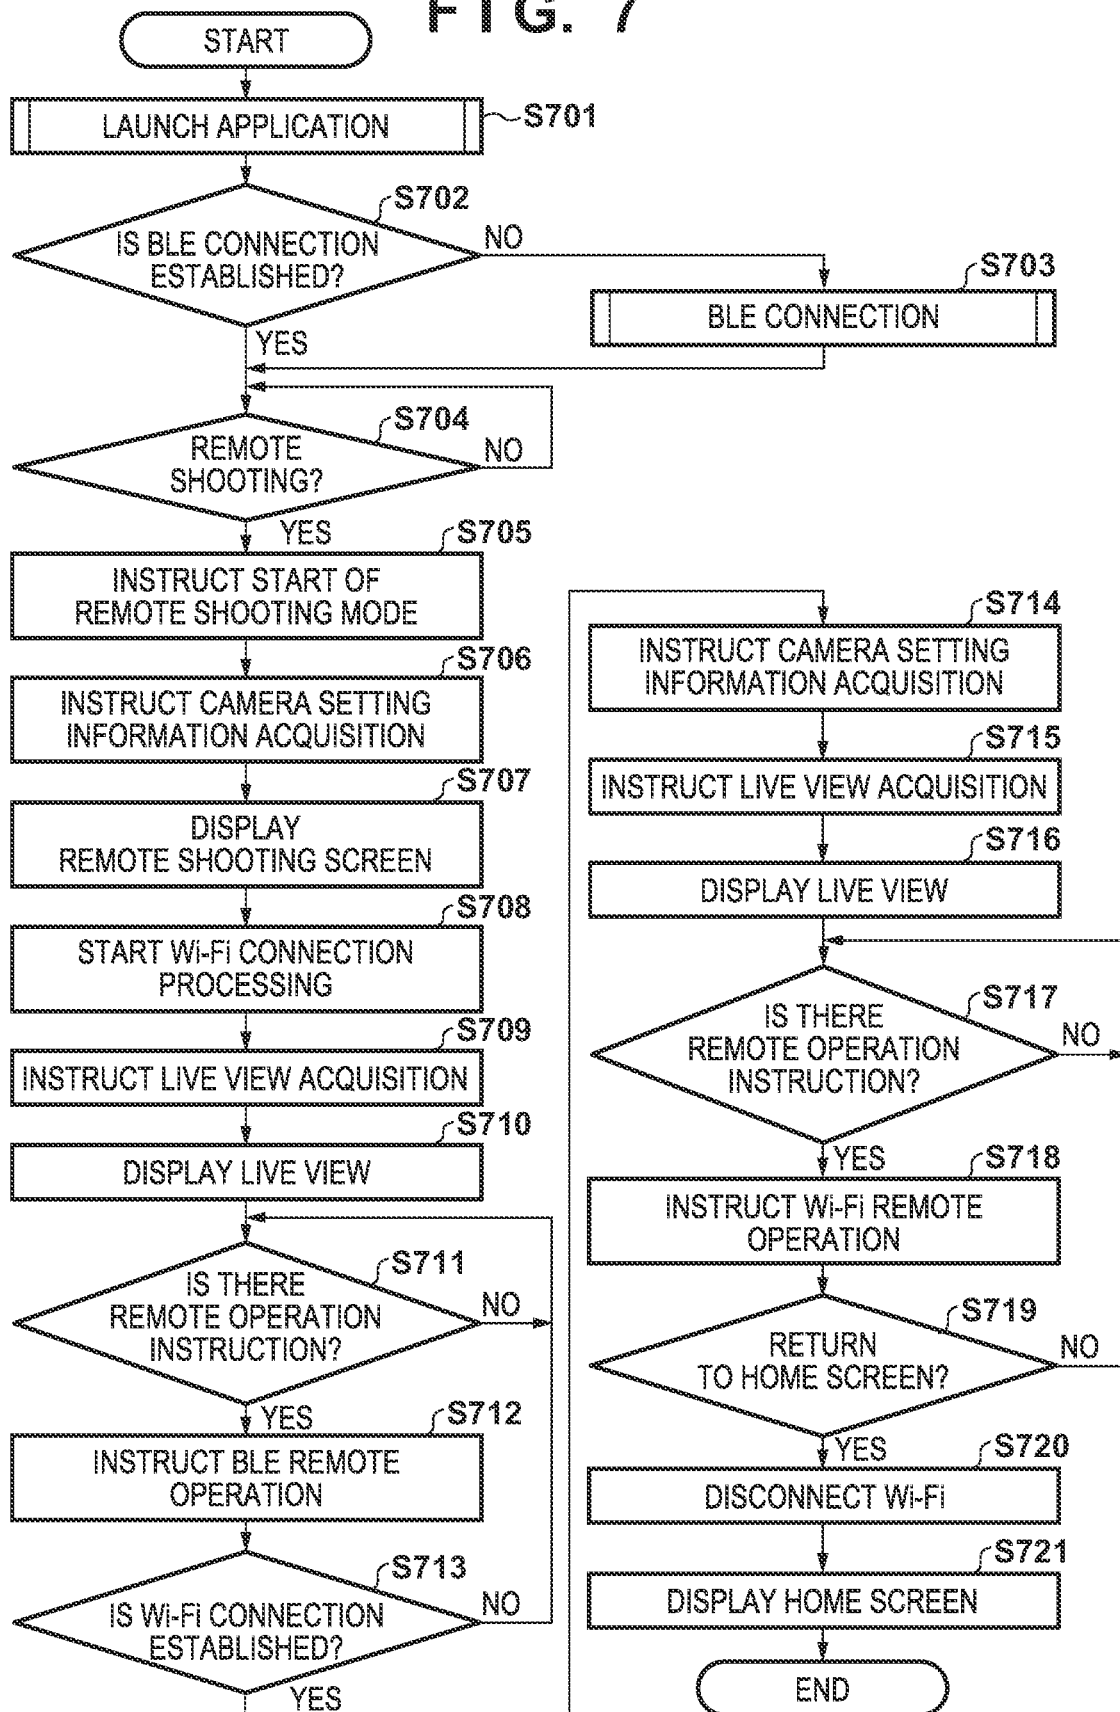 FIG. 7
START
LAUNCH APPLICATION
S701
S702
IS BLE CONNECTION
ESTABLISHED?
NO
YES
S703
BLE CONNECTION
S704
REMOTE
SHOOTING?
NO
YES
S705
INSTRUCT START OF
REMOTE SHOOTING MODE
S706
INSTRUCT CAMERA SETTING
INFORMATION ACQUISITION
S707
DISPLAY
REMOTE SHOOTING SCREEN
S708
START Wi-Fi CONNECTION
PROCESSING
S709
INSTRUCT LIVE VIEW ACQUISITION
S710
DISPLAY LIVE VIEW
S711
IS THERE
REMOTE OPERATION
INSTRUCTION?
NO
YES
S712
INSTRUCT BLE REMOTE
OPERATION
S713
IS Wi-Fi CONNECTION
ESTABLISHED?
NO
YES
S714
INSTRUCT CAMERA SETTING
INFORMATION ACQUISITION
S715
INSTRUCT LIVE VIEW ACQUISITION
S716
DISPLAY LIVE VIEW
S717
IS THERE
REMOTE OPERATION
INSTRUCTION?
NO
YES
S718
INSTRUCT Wi-Fi REMOTE
OPERATION
S719
RETURN
TO HOME SCREEN?
NO
YES
S720
DISCONNECT Wi-Fi
S721
DISPLAY HOME SCREEN
END